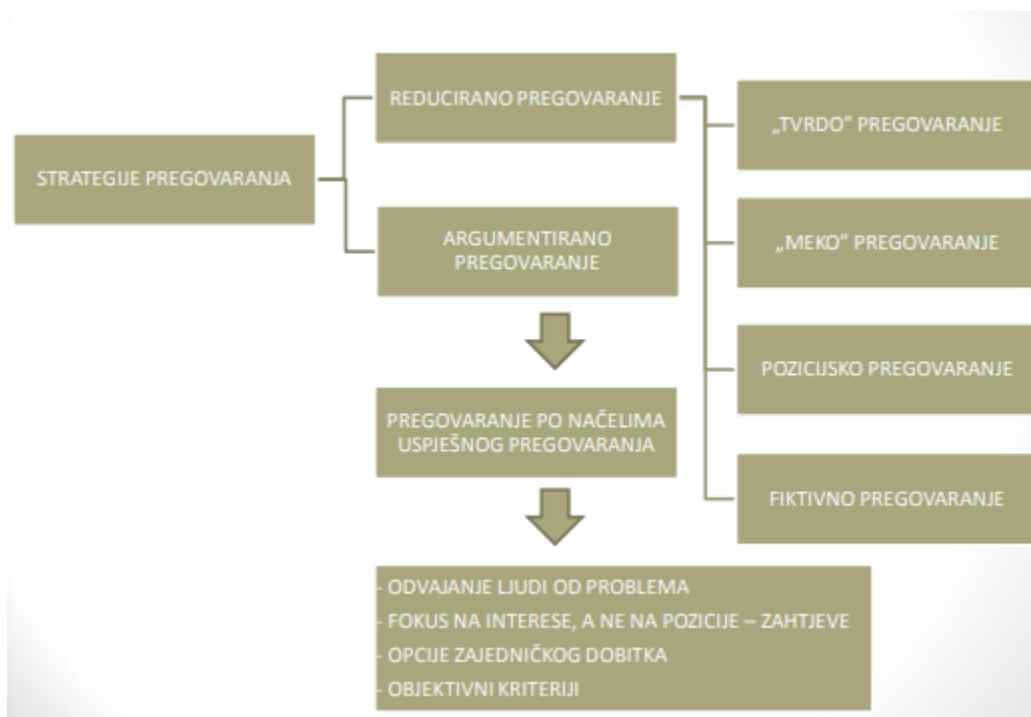 STRATEGIJE PREGOVARANJA
REDUCIRANO PREGOVARANJE
„TVRDO” PREGOVARANJE
„MEKO” PREGOVARANJE
POZICIJSKO PREGOVARANJE
FIKTIVNO PREGOVARANJE
ARGUMENTIRANO
PREGOVARANJE
PREGOVARANJE PO NAČELIMA
USPJEŠNOG PREGOVARANJA
- ODVAJANJE LJUDI OD PROBLEMA
- FOKUS NA INTERESE, A NE NA POZICIJE – ZAHTJEVE
- OPCIJE ZAJEDNIČKOG DOBITKA
- OBJEKTIVNI KRITERIJI